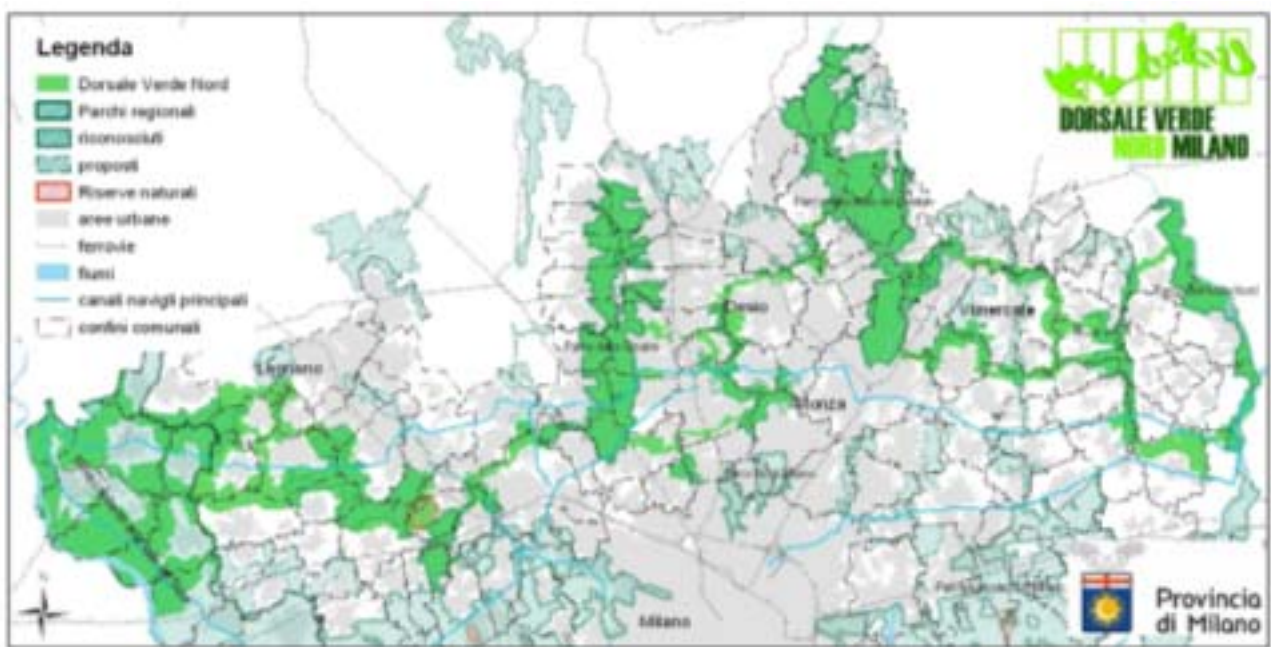 Legenda
Dorsale Verde Nord
Parchi regionali
riconosciuti
proposti
Riserve naturali
aree urbane
ferrovie
fiumi
canali navigli principali
confini comunali
DORSALE VERDE
NORD MILANO
Legnano
Desio
Vimercate
Monza
Milano
Provincia
di Milano